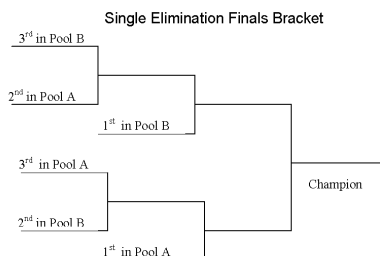 Single Elimination Finals Bracket
3rd in Pool B
2nd in Pool A
1st in Pool B
3rd in Pool A
Champion
2nd in Pool B
1st in Pool A